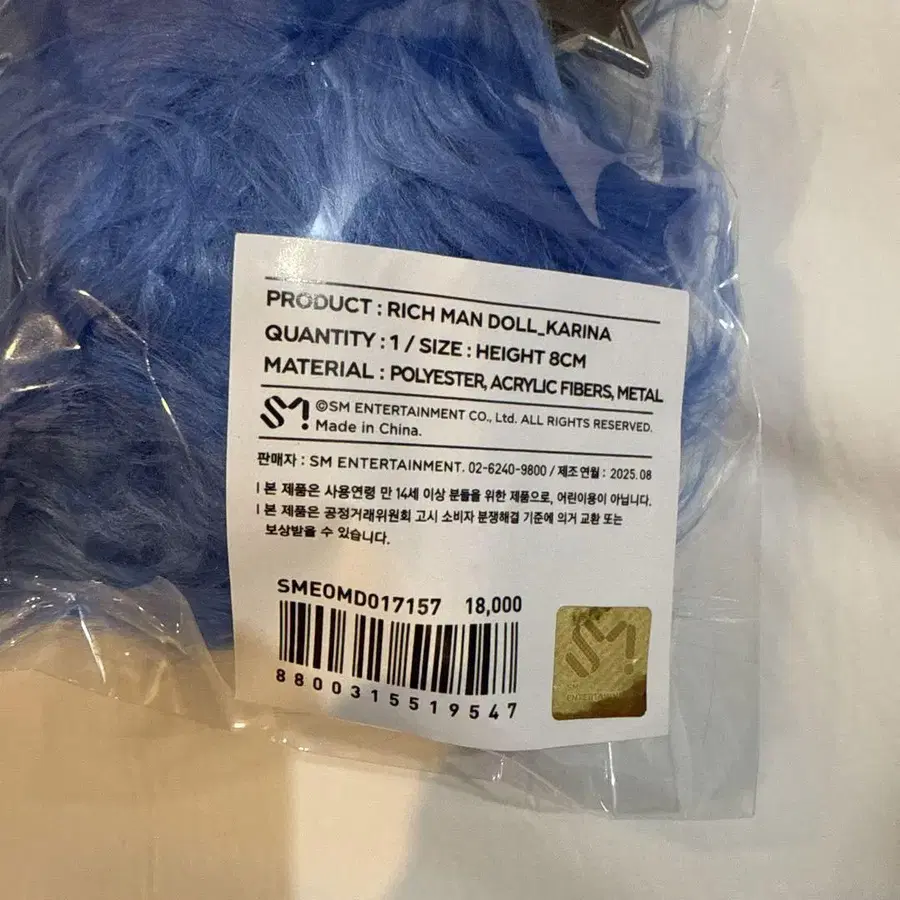 PRODUCT : RICH MAN DOLL_KARINA
QUANTITY : 1 / SIZE : HEIGHT 8CM
MATERIAL : POLYESTER, ACRYLIC FIBERS, METAL
SM! ©SM ENTERTAINMENT CO., Ltd. ALL RIGHTS RESERVED.
Made in China.
판매자 : SM ENTERTAINMENT. 02-6240-9800 / 제조연월 : 2025.08
| 본 제품은 사용연령 만 14세 이상 분들을 위한 제품으로, 어린이용이 아닙니다.
| 본 제품은 공정거래위원회 고시 소비자 분쟁해결 기준에 의거 교환 또는
보상받을 수 있습니다.
SMEOMD017157 18,000
8800315519547
SM!
SM
ENTERTAINMENT